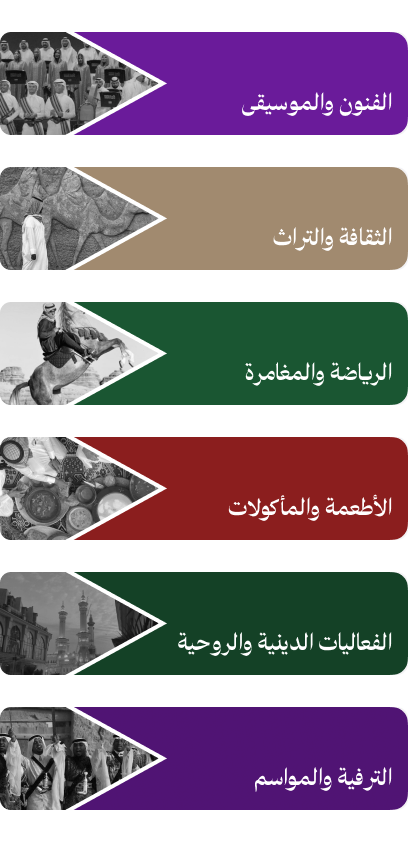 الفنون والموسيقى
الثقافة والتراث
الرياضة والمغامرة
الأطعمة والمأكولات
الفعاليات الدينية والروحية
الترفية والمواسم